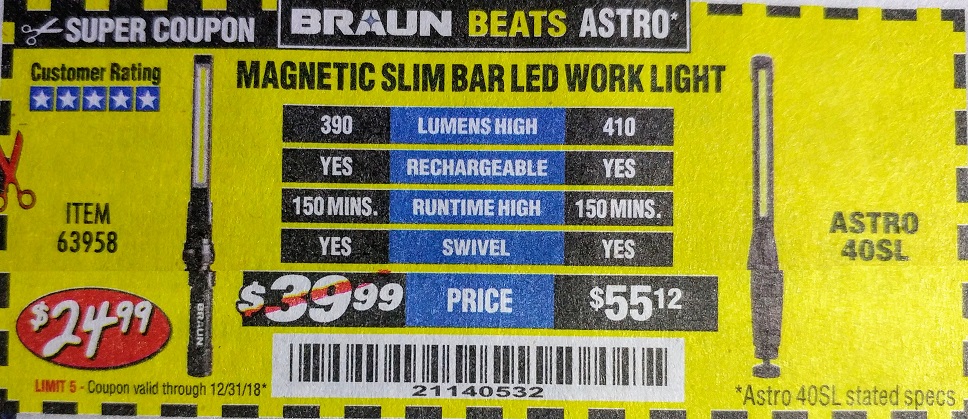 SUPER COUPON
BRAUN BEATS ASTRO*
Customer Rating
MAGNETIC SLIM BAR LED WORK LIGHT
390 LUMENS HIGH 410
YES RECHARGEABLE YES
150 MINS. RUNTIME HIGH 150 MINS.
YES SWIVEL YES
ITEM
63958
ASTRO
40SL
$39.99 PRICE $55.12
$24.99
BRAUN
LIMIT 5 - Coupon valid through 12/31/18*
21140532
*Astro 40SL stated specs